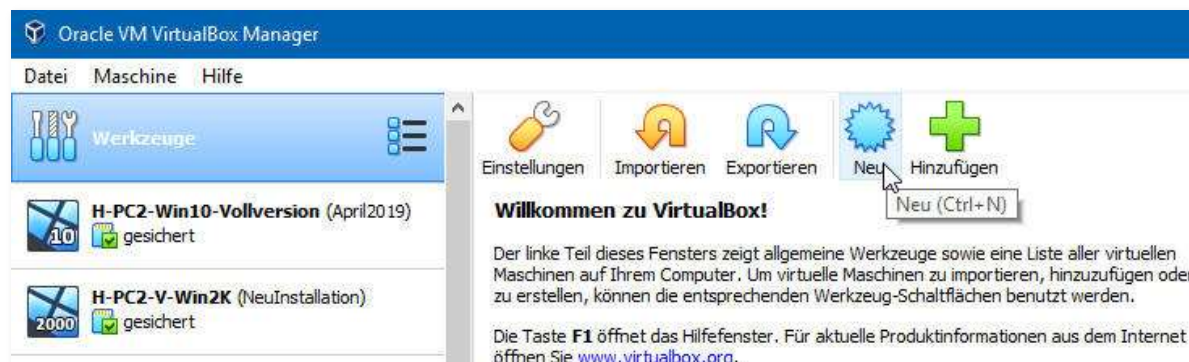 Oracle VM VirtualBox Manager
Datei Maschine Hilfe
Werkzeuge
Einstellungen Importieren Exportieren Neu Hinzufügen
Neu (Ctrl+N)
10 H-PC2-Win10-Vollversion (April2019)
gesichert
2000 H-PC2-V-Win2K (NeuInstallation)
gesichert
Willkommen zu VirtualBox!
Der linke Teil dieses Fensters zeigt allgemeine Werkzeuge sowie eine Liste aller virtuellen
Maschinen auf Ihrem Computer. Um virtuelle Maschinen zu importieren, hinzuzufügen oder
zu erstellen, können die entsprechenden Werkzeug-Schaltflächen benutzt werden.
Die Taste F1 öffnet das Hilfefenster. Für aktuelle Produktinformationen aus dem Internet
öffnen Sie www.virtualbox.org.